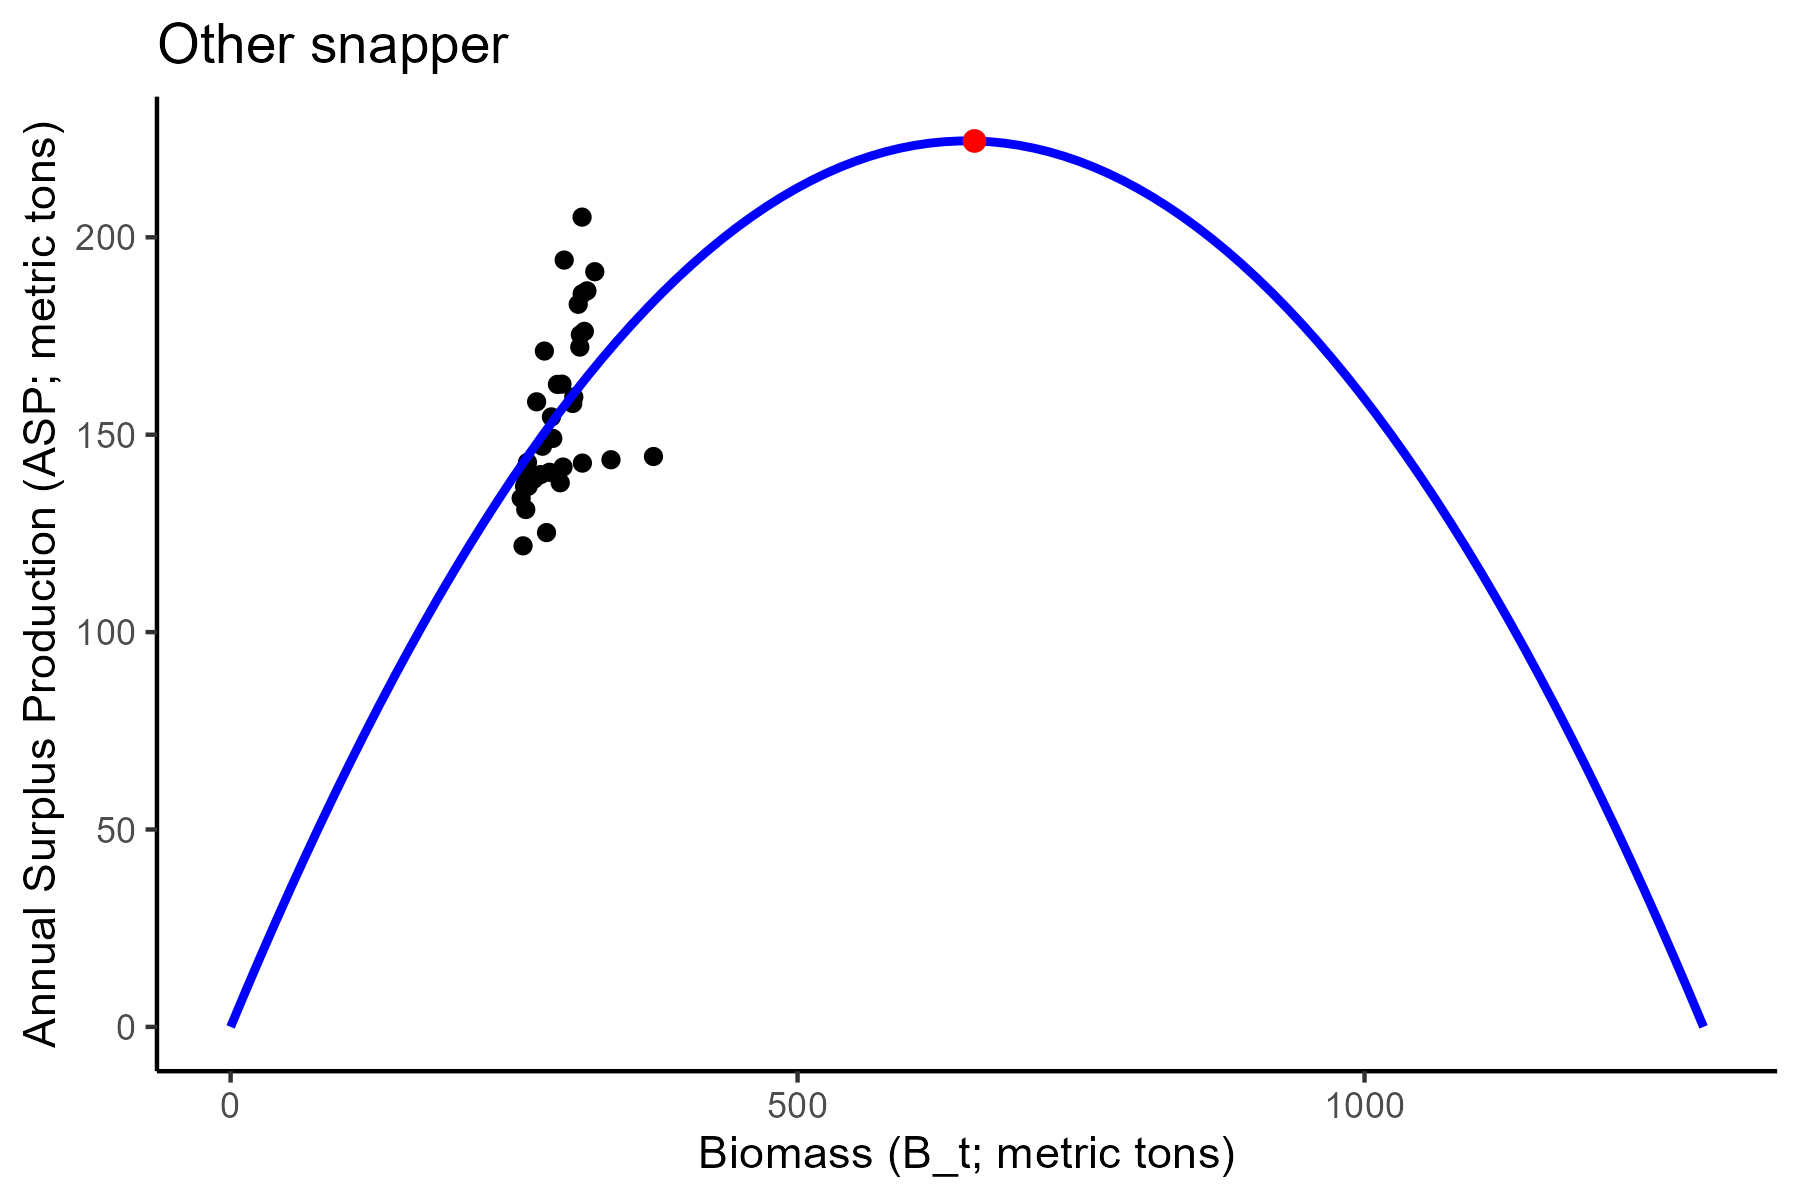 Other snapper
Annual Surplus Production (ASP; metric tons)
200
150
100
50
0
0 500 1000
Biomass (B_t; metric tons)